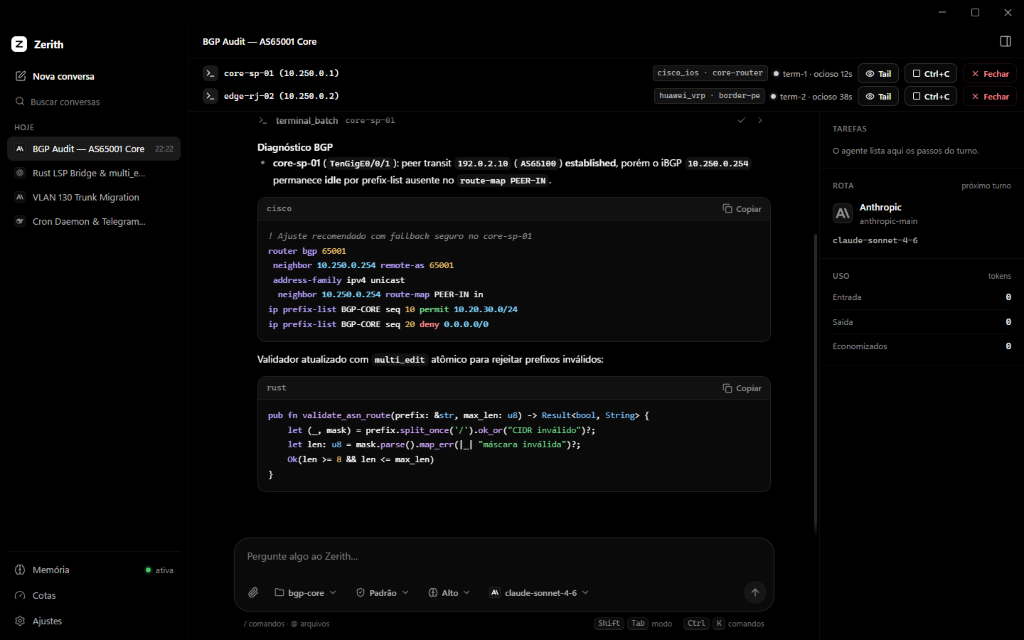 Z Zerith
Nova conversa
Buscar conversas
HOJE
BGP Audit — AS65001 Core 22:22
Rust LSP Bridge & multi_e...
VLAN 130 Trunk Migration
Cron Daemon & Telegram...
Memória ativa
Cotas
Ajustes
BGP Audit — AS65001 Core
core-sp-01 (10.250.0.1) cisco_ios · core-router term-1 · ocioso 12s Tail Ctrl+C Fechar
edge-rj-02 (10.250.0.2) huawei_vrp · border-pe term-2 · ocioso 38s Tail Ctrl+C Fechar
terminal_batch core-sp-01
Diagnóstico BGP
• core-sp-01 ( TenGigE0/0/1 ): peer transit 192.0.2.10 ( AS65100 ) established, porém o iBGP 10.250.0.254
permanece idle por prefix-list ausente no route-map PEER-IN .
cisco Copiar
! Ajuste recomendado com fallback seguro no core-sp-01
router bgp 65001
neighbor 10.250.0.254 remote-as 65001
address-family ipv4 unicast
neighbor 10.250.0.254 route-map PEER-IN in
ip prefix-list BGP-CORE seq 10 permit 10.20.30.0/24
ip prefix-list BGP-CORE seq 20 deny 0.0.0.0/0
Validador atualizado com multi_edit atômico para rejeitar prefixos inválidos:
rust Copiar
pub fn validate_asn_route(prefix: &str, max_len: u8) -> Result<bool, String> {
let (_, mask) = prefix.split_once('/').ok_or("CIDR inválido")?;
let len: u8 = mask.parse().map_err(|_| "máscara inválida")?;
Ok(len >= 8 && len <= max_len)
}
Pergunte algo ao Zerith...
bgp-core Padrão Alto claude-sonnet-4-6
/ comandos · @ arquivos Shift Tab modo Ctrl K comandos
TAREFAS
O agente lista aqui os passos do turno.
ROTA próximo turno
Anthropic
anthropic-main
claude-sonnet-4-6
USO tokens
Entrada 0
Saída 0
Economizados 0